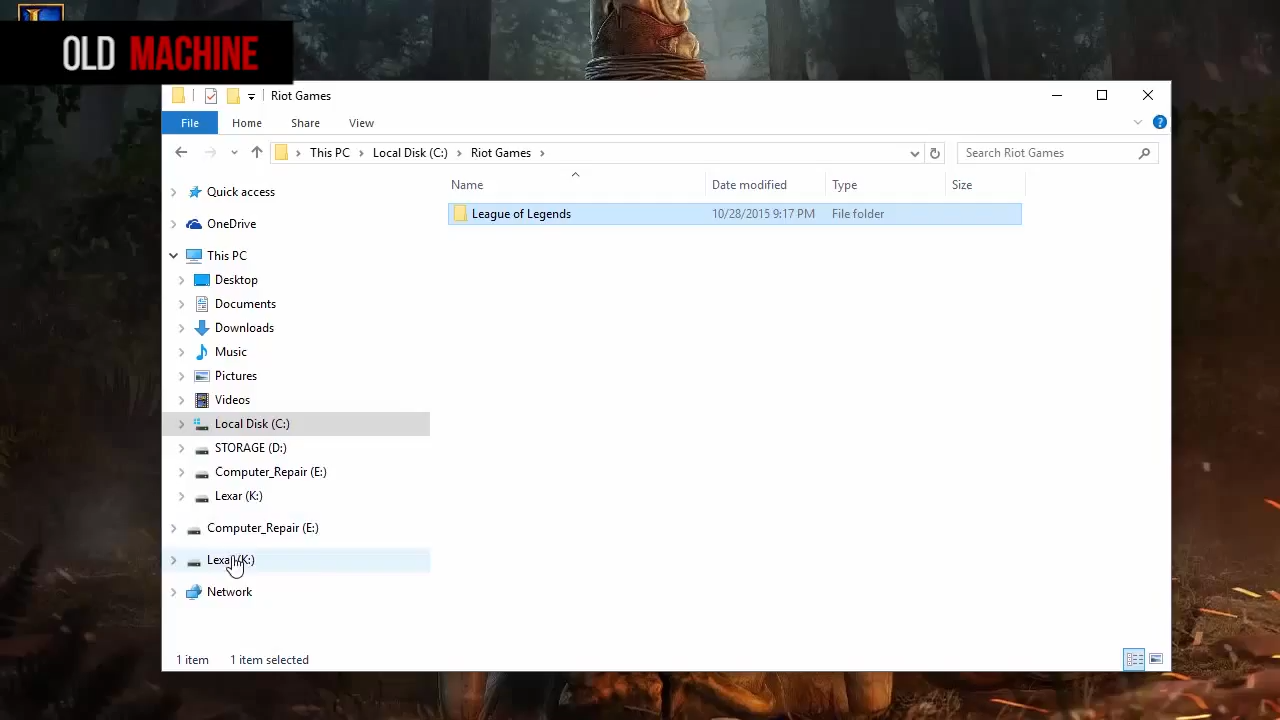 OLD MACHINE
Riot Games
File Home Share View
This PC Local Disk (C:) Riot Games
Search Riot Games
Name Date modified Type Size
League of Legends 10/28/2015 9:17 PM File folder
Quick access
OneDrive
This PC
Desktop
Documents
Downloads
Music
Pictures
Videos
Local Disk (C:)
STORAGE (D:)
Computer_Repair (E:)
Lexar (K:)
Computer_Repair (E:)
Lexar (K:)
Network
1 item 1 item selected